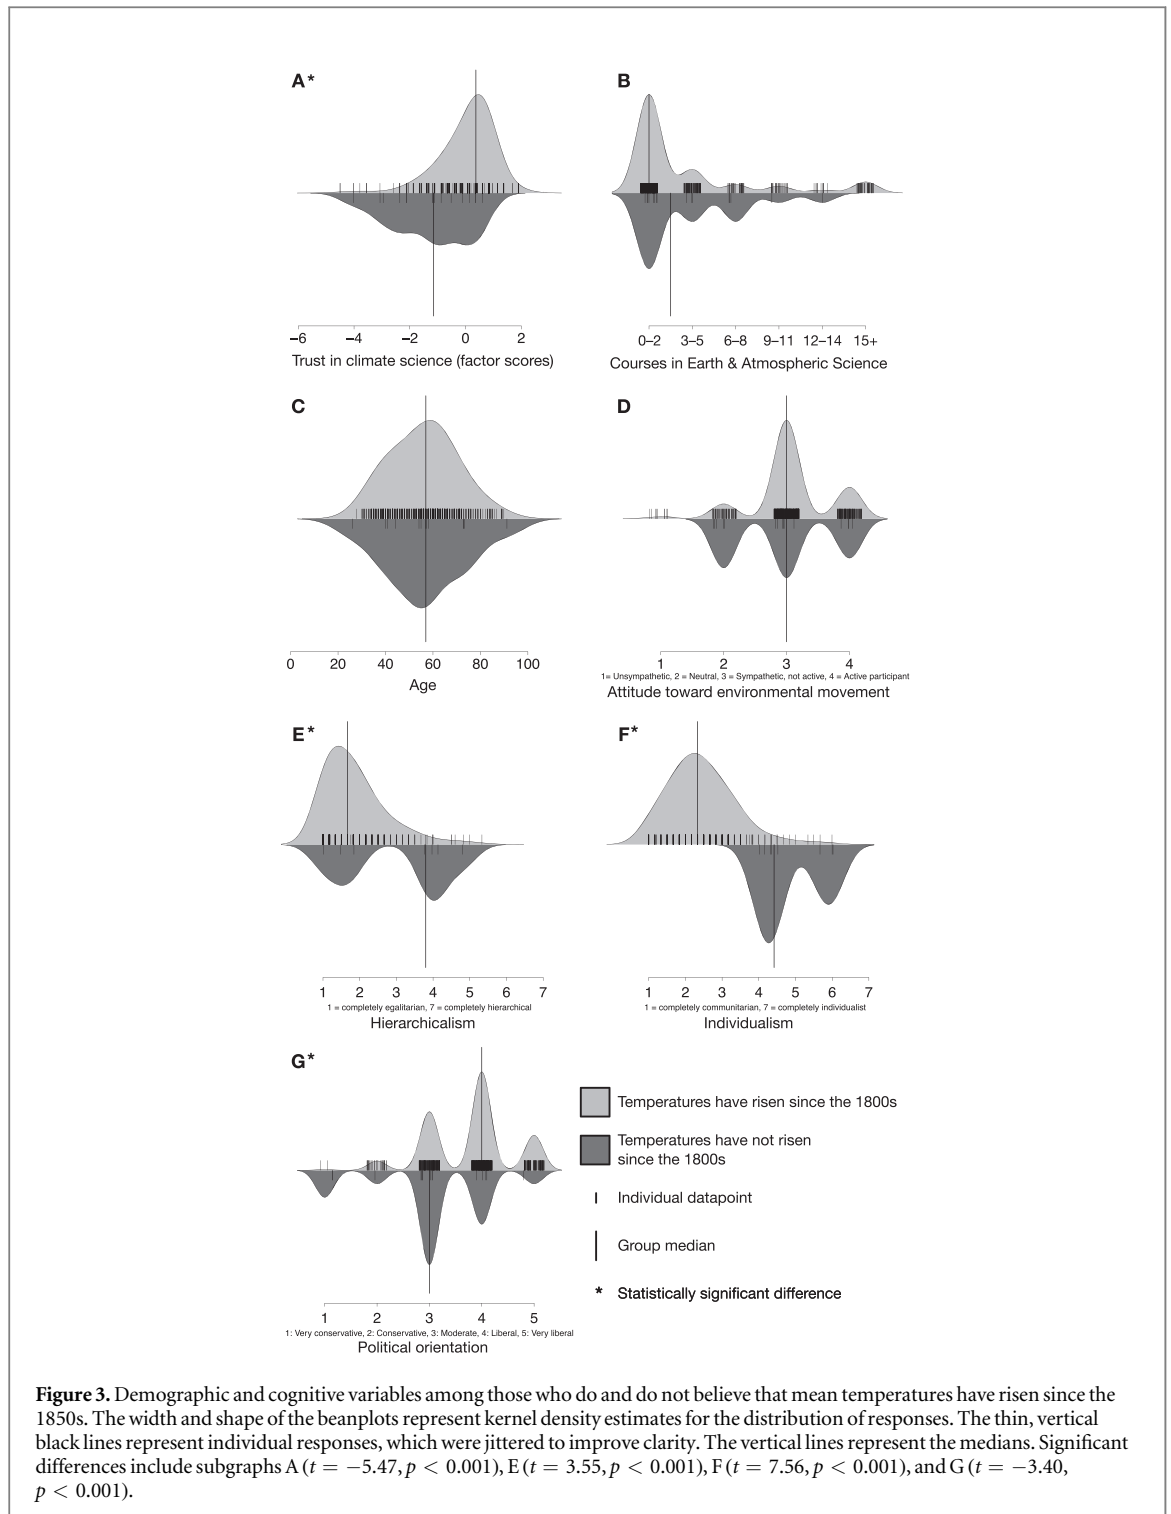 A*
B
−6 −4 −2 0 2
Trust in climate science (factor scores)
0–2 3–5 6–8 9–11 12–14 15+
Courses in Earth & Atmospheric Science
C
D
0 20 40 60 80 100
Age
1 2 3 4
1= Unsympathetic, 2 = Neutral, 3 = Sympathetic, not active, 4 = Active participant
Attitude toward environmental movement
E*
F*
1 2 3 4 5 6 7
1 = completely egalitarian, 7 = completely hierarchical
Hierarchicalism
1 2 3 4 5 6 7
1 = completely communitarian, 7 = completely individualist
Individualism
G*
1 2 3 4 5
1: Very conservative, 2: Conservative, 3: Moderate, 4: Liberal, 5: Very liberal
Political orientation
Temperatures have risen since the 1800s
Temperatures have not risen
since the 1800s
Individual datapoint
Group median
* Statistically significant difference
Figure 3. Demographic and cognitive variables among those who do and do not believe that mean temperatures have risen since the
1850s. The width and shape of the beanplots represent kernel density estimates for the distribution of responses. The thin, vertical
black lines represent individual responses, which were jittered to improve clarity. The vertical lines represent the medians. Significant
differences include subgraphs A (t = −5.47, p < 0.001), E (t = 3.55, p < 0.001), F (t = 7.56, p < 0.001), and G (t = −3.40,
p < 0.001).